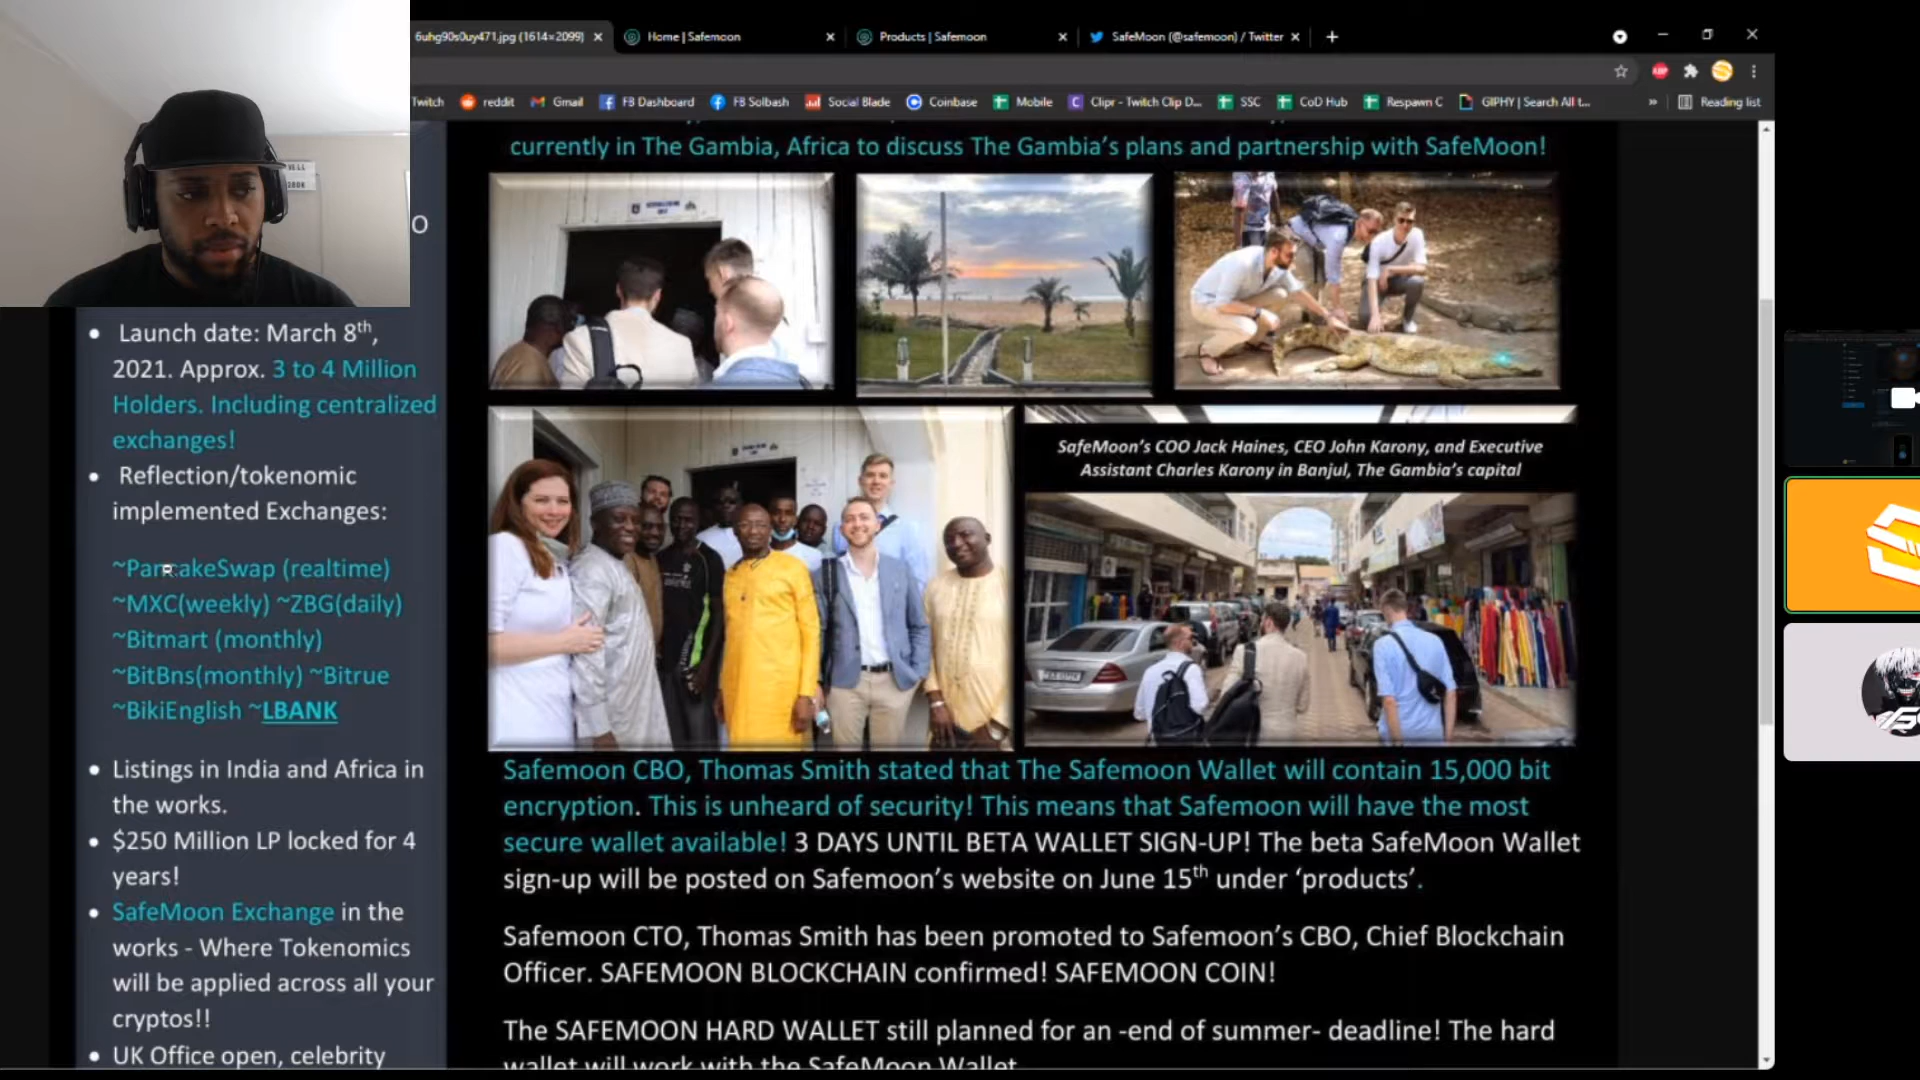 6uhg90s0uy471.jpg (1614×2099)
Home | Safemoon
Products | Safemoon
SafeMoon (@safemoon) / Twitter
Twitch
reddit
Gmail
FB Dashboard
FB Solbash
Social Blade
Coinbase
Mobile
Clipr - Twitch Clip D...
SSC
CoD Hub
Respawn C
GIPHY | Search All t...
»
Reading list
currently in The Gambia, Africa to discuss The Gambia's plans and partnership with SafeMoon!
Launch date: March 8th,
2021. Approx. 3 to 4 Million
Holders. Including centralized
exchanges!
Reflection/tokenomic
implemented Exchanges:
~PancakeSwap (realtime)
~MXC(weekly) ~ZBG(daily)
~Bitmart (monthly)
~BitBns(monthly) ~Bitrue
~BikiEnglish ~LBANK
Listings in India and Africa in
the works.
$250 Million LP locked for 4
years!
SafeMoon Exchange in the
works - Where Tokenomics
will be applied across all your
cryptos!!
UK Office open, celebrity
SafeMoon's COO Jack Haines, CEO John Karony, and Executive
Assistant Charles Karony in Banjul, The Gambia's capital
Safemoon CBO, Thomas Smith stated that The Safemoon Wallet will contain 15,000 bit
encryption. This is unheard of security! This means that Safemoon will have the most
secure wallet available! 3 DAYS UNTIL BETA WALLET SIGN-UP! The beta SafeMoon Wallet
sign-up will be posted on Safemoon's website on June 15th under 'products'.
Safemoon CTO, Thomas Smith has been promoted to Safemoon's CBO, Chief Blockchain
Officer. SAFEMOON BLOCKCHAIN confirmed! SAFEMOON COIN!
The SAFEMOON HARD WALLET still planned for an -end of summer- deadline! The hard
wallet will work with the SafeMoon Wallet